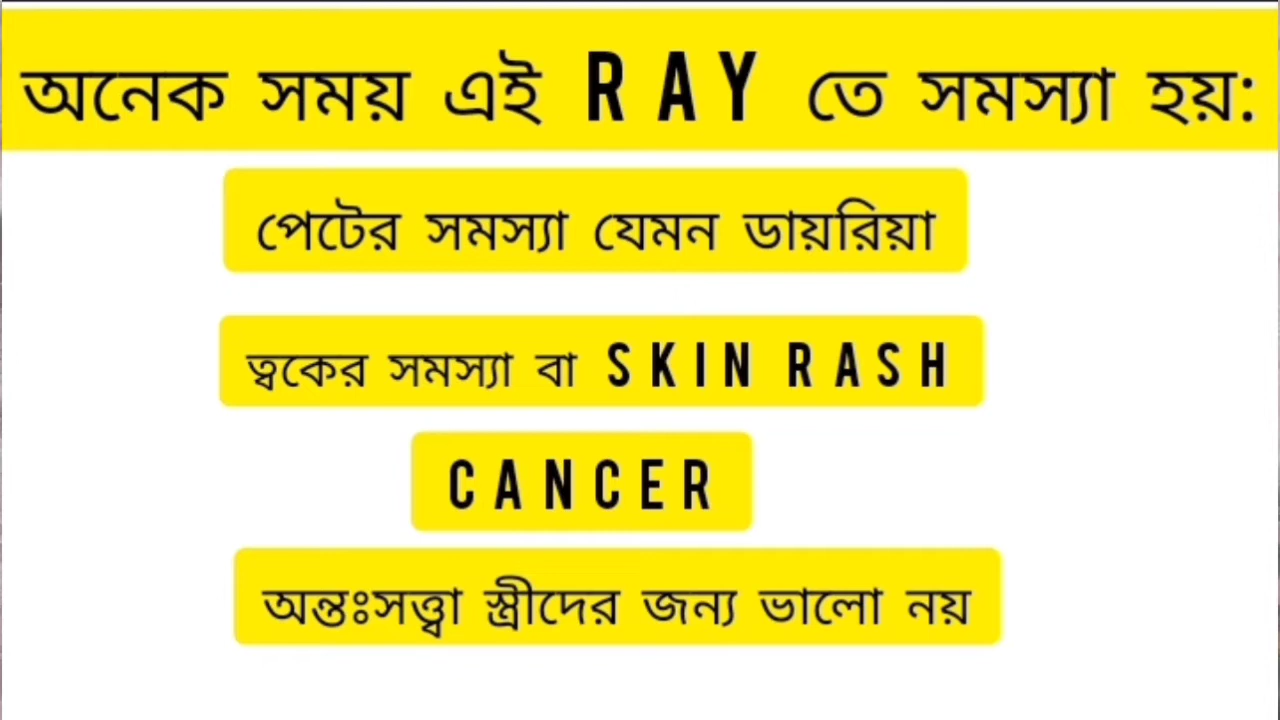 অনেক সময় এই RAY তে সমস্যা হয়:
পেটের সমস্যা যেমন ডায়রিয়া
ত্বকের সমস্যা বা SKIN RASH
CANCER
অন্তঃসত্ত্বা স্ত্রীদের জন্য ভালো নয়